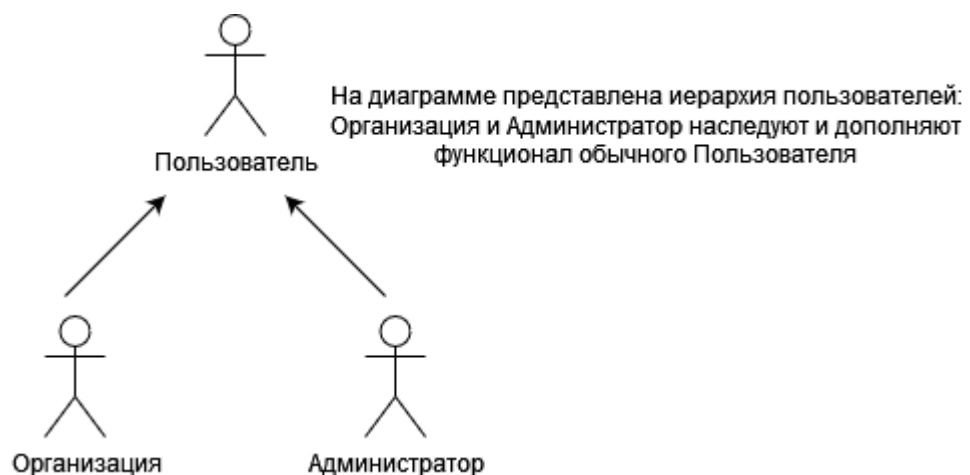 На диаграмме представлена иерархия пользователей:
Организация и Администратор наследуют и дополняют
функционал обычного Пользователя
Пользователь
Организация
Администратор